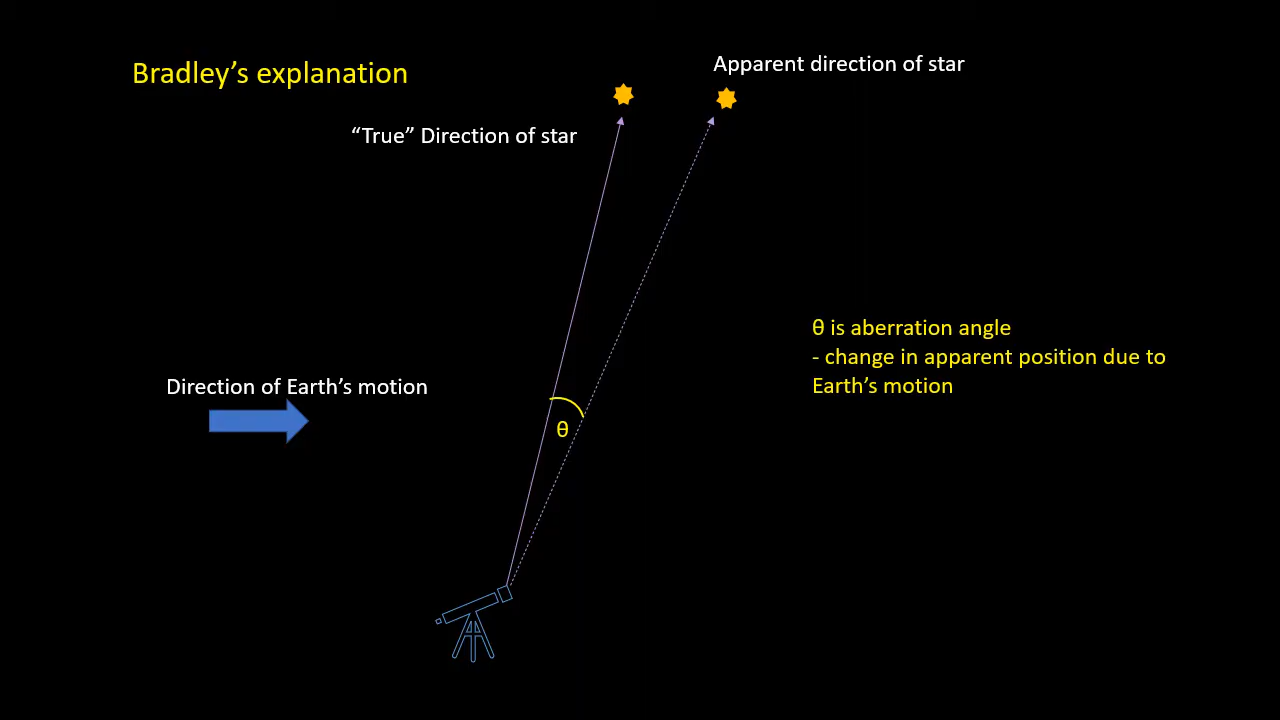 Bradley’s explanation
Apparent direction of star
“True” Direction of star
θ is aberration angle
- change in apparent position due to
Earth’s motion
Direction of Earth’s motion
θ